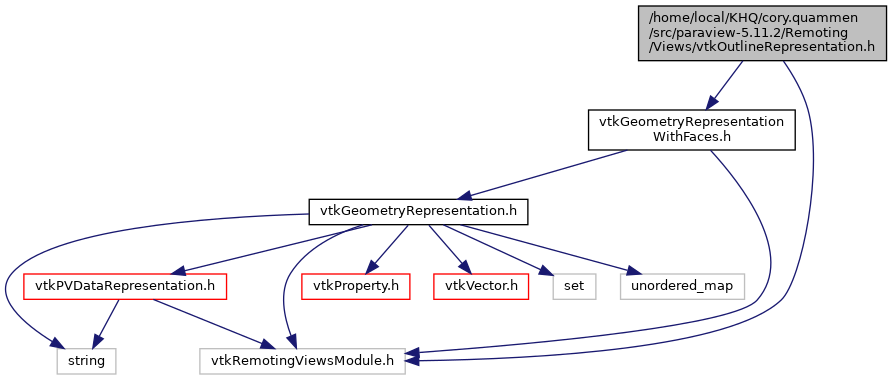 /home/local/KHQ/cory.quammen
/src/paraview-5.11.2/Remoting
/Views/vtkOutlineRepresentation.h
vtkGeometryRepresentation
WithFaces.h
vtkGeometryRepresentation.h
vtkPVDataRepresentation.h
vtkProperty.h
vtkVector.h
set
unordered_map
string
vtkRemotingViewsModule.h